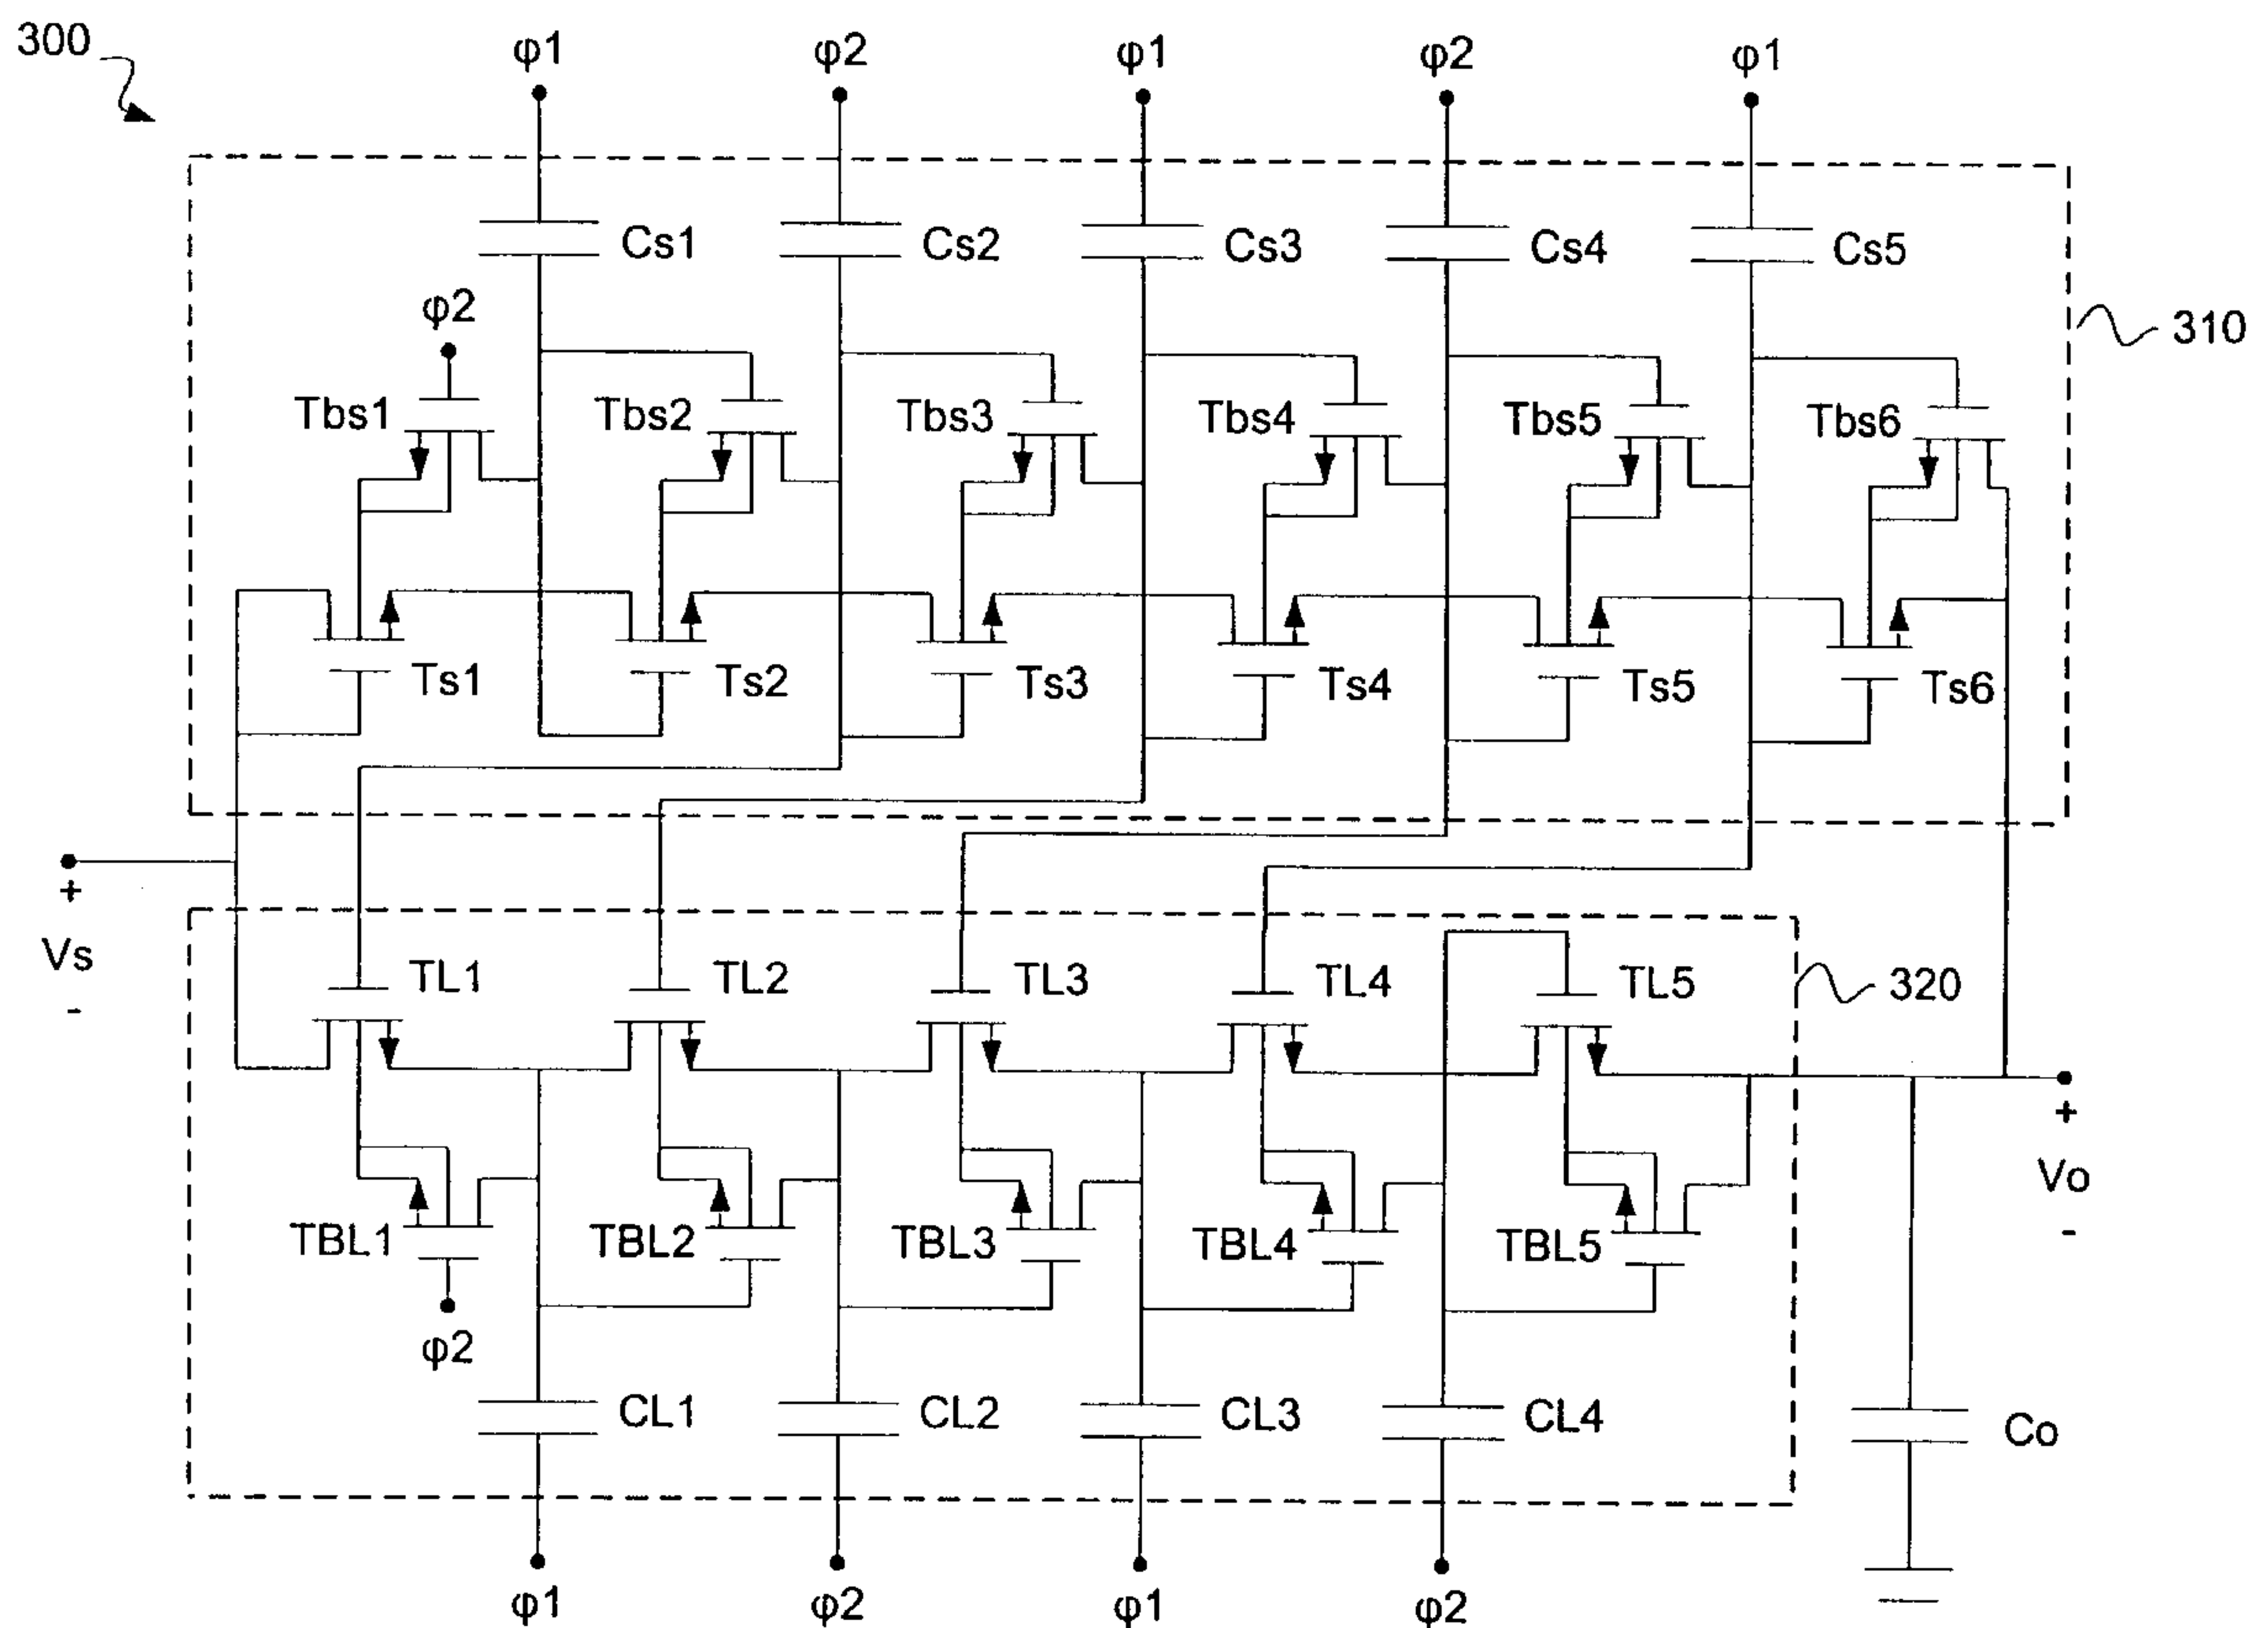 300
φ1 φ2 φ1 φ2 φ1
Cs1 Cs2 Cs3 Cs4 Cs5
φ2
310
Tbs1 Tbs2 Tbs3 Tbs4 Tbs5 Tbs6
Ts1 Ts2 Ts3 Ts4 Ts5 Ts6
+
Vs
-
TL1 TL2 TL3 TL4 TL5
320
+
Vo
-
TBL1 TBL2 TBL3 TBL4 TBL5
φ2
CL1 CL2 CL3 CL4 Co
φ1 φ2 φ1 φ2